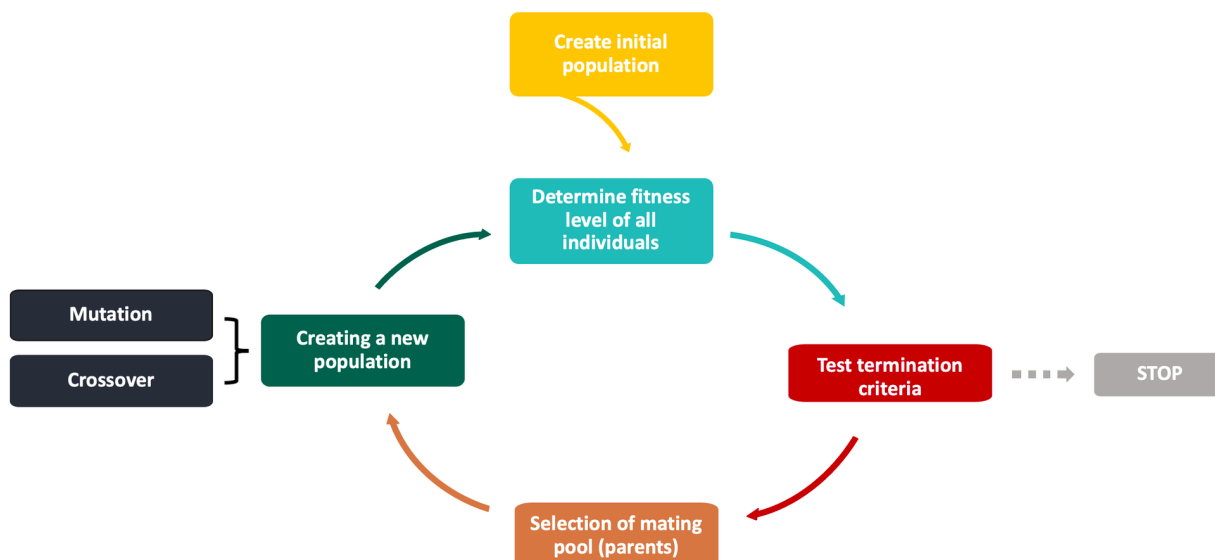 Create initial
population
Determine fitness
level of all
individuals
Mutation
Crossover
Creating a new
population
Test termination
criteria
STOP
Selection of mating
pool (parents)